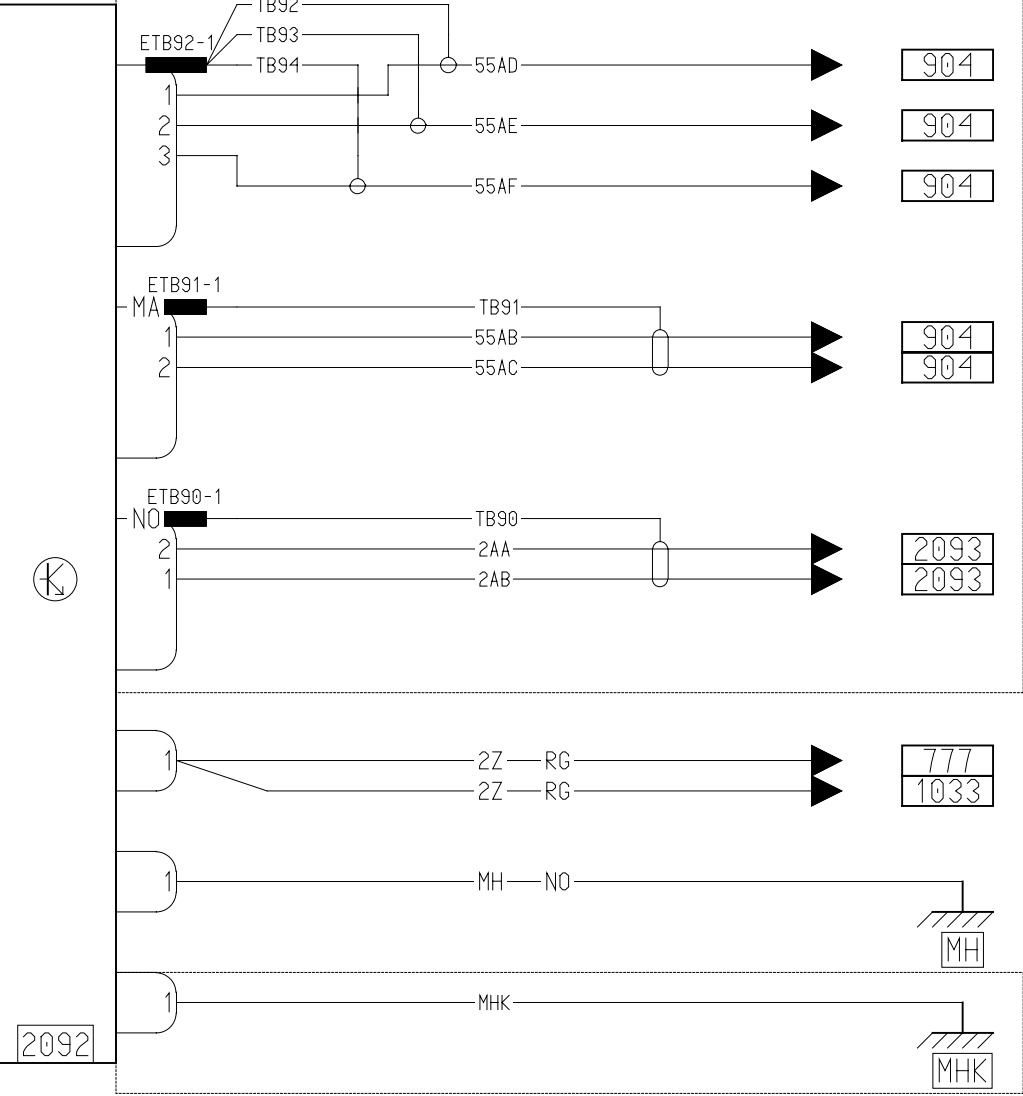 TB92
ETB92-1 TB93
TB94 55AD 904
1
2 55AE 904
3
55AF 904
ETB91-1
MA TB91
1 55AB 904
2 55AC 904
ETB90-1
NO TB90
2 2AA 2093
1 2AB 2093
1 2Z RG 777
2Z RG 1033
1 MH NO
MH
1 MHK
2092
MHK